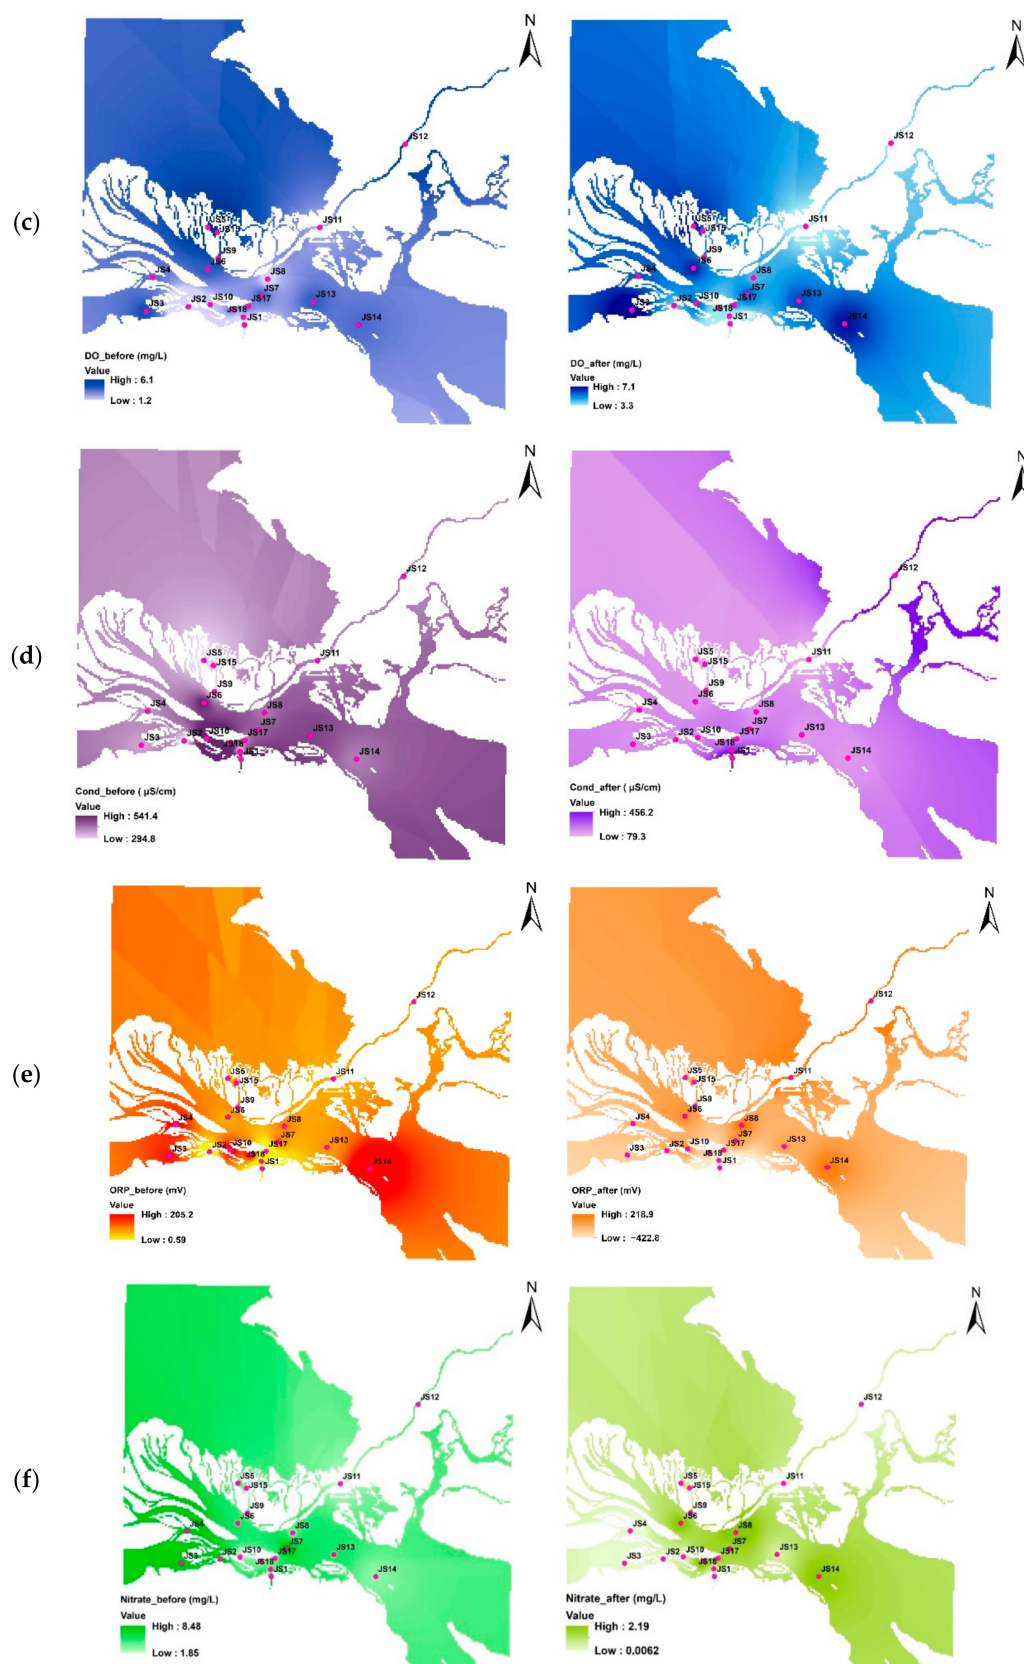 (c)
N
JS12
JS5
JS15
JS11
JS9
JS6
JS4
JS8
JS7
JS3
JS2
JS10
JS17
JS13
JS18
JS1
JS14
DO_before (mg/L)
Value
High : 6.1
Low : 1.2
N
JS12
JS5
JS15
JS11
JS9
JS6
JS4
JS8
JS7
JS3
JS2
JS10
JS17
JS13
JS18
JS1
JS14
DO_after (mg/L)
Value
High : 7.1
Low : 3.3
(d)
N
JS12
JS5
JS15
JS11
JS9
JS6
JS4
JS8
JS7
JS3
JS2
JS10
JS17
JS13
JS18
JS1
JS14
Cond_before ( µS/cm)
Value
High : 541.4
Low : 294.8
N
JS12
JS5
JS15
JS11
JS9
JS6
JS4
JS8
JS7
JS3
JS2
JS10
JS17
JS13
JS18
JS1
JS14
Cond_after ( µS/cm)
Value
High : 456.2
Low : 79.3
(e)
N
JS12
JS5
JS15
JS11
JS9
JS6
JS4
JS8
JS7
JS3
JS2
JS10
JS17
JS13
JS18
JS1
JS14
ORP_before (mV)
Value
High : 205.2
Low : 0.59
N
JS12
JS5
JS15
JS11
JS9
JS6
JS4
JS8
JS7
JS3
JS2
JS10
JS17
JS13
JS18
JS1
JS14
ORP_after (mV)
Value
High : 218.9
Low : −422.8
(f)
N
JS12
JS5
JS15
JS11
JS9
JS6
JS4
JS8
JS7
JS3
JS2
JS10
JS17
JS13
JS18
JS1
JS14
Nitrate_before (mg/L)
Value
High : 8.48
Low : 1.85
N
JS12
JS5
JS15
JS11
JS9
JS6
JS4
JS8
JS7
JS3
JS2
JS10
JS17
JS13
JS18
JS1
JS14
Nitrate_after (mg/L)
Value
High : 2.19
Low : 0.0062